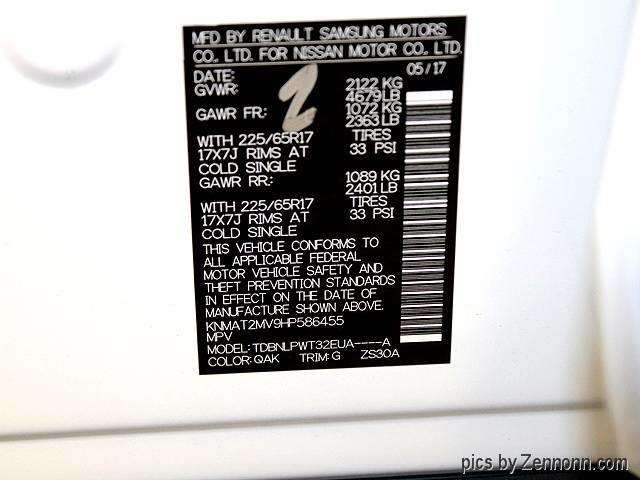 MFD BY RENAULT SAMSUNG MOTORS
CO., LTD. FOR NISSAN MOTOR CO., LTD.
DATE: 05/17
GVWR: 2122 KG
4679LB
GAWR FR: 1072 KG
2363LB
WITH 225/65R17 TIRES
17X7J RIMS AT 33 PSI
COLD SINGLE
GAWR RR: 1089 KG
2401 LB
WITH 225/65R17 TIRES
17X7J RIMS AT 33 PSI
COLD SINGLE
THIS VEHICLE CONFORMS TO
ALL APPLICABLE FEDERAL
MOTOR VEHICLE SAFETY AND
THEFT PREVENTION STANDARDS
IN EFFECT ON THE DATE OF
MANUFACTURE SHOWN ABOVE.
KNMAT2MV9HP586455
MPV
MODEL: TDBNLPWT32EUA----A
COLOR: QAK TRIM: G ZS30A
2
pics by Zennonn.com